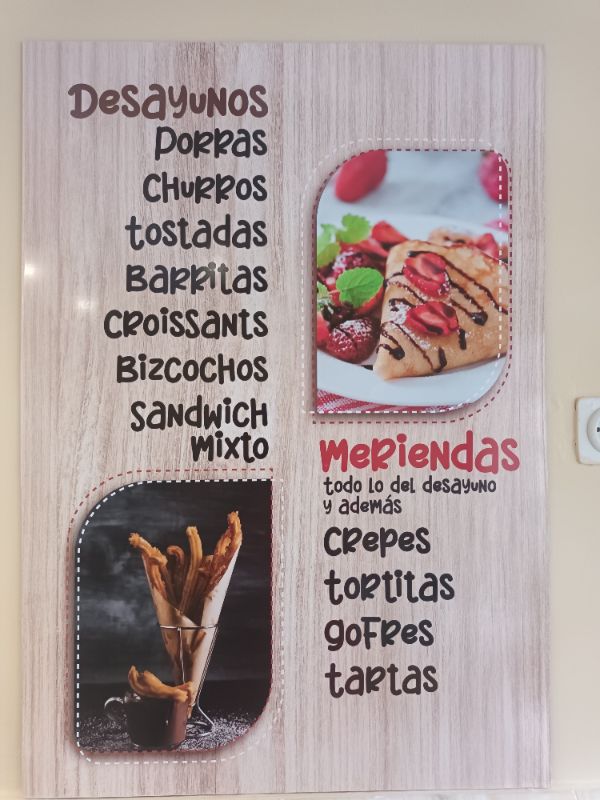 Desayunos
Porras
Churros
tostadas
Barritas
Croissants
Bizcochos
Sandwich
mixto
meriendas
todo lo del desayuno
y además
Crepes
tortitas
goFres
tartas